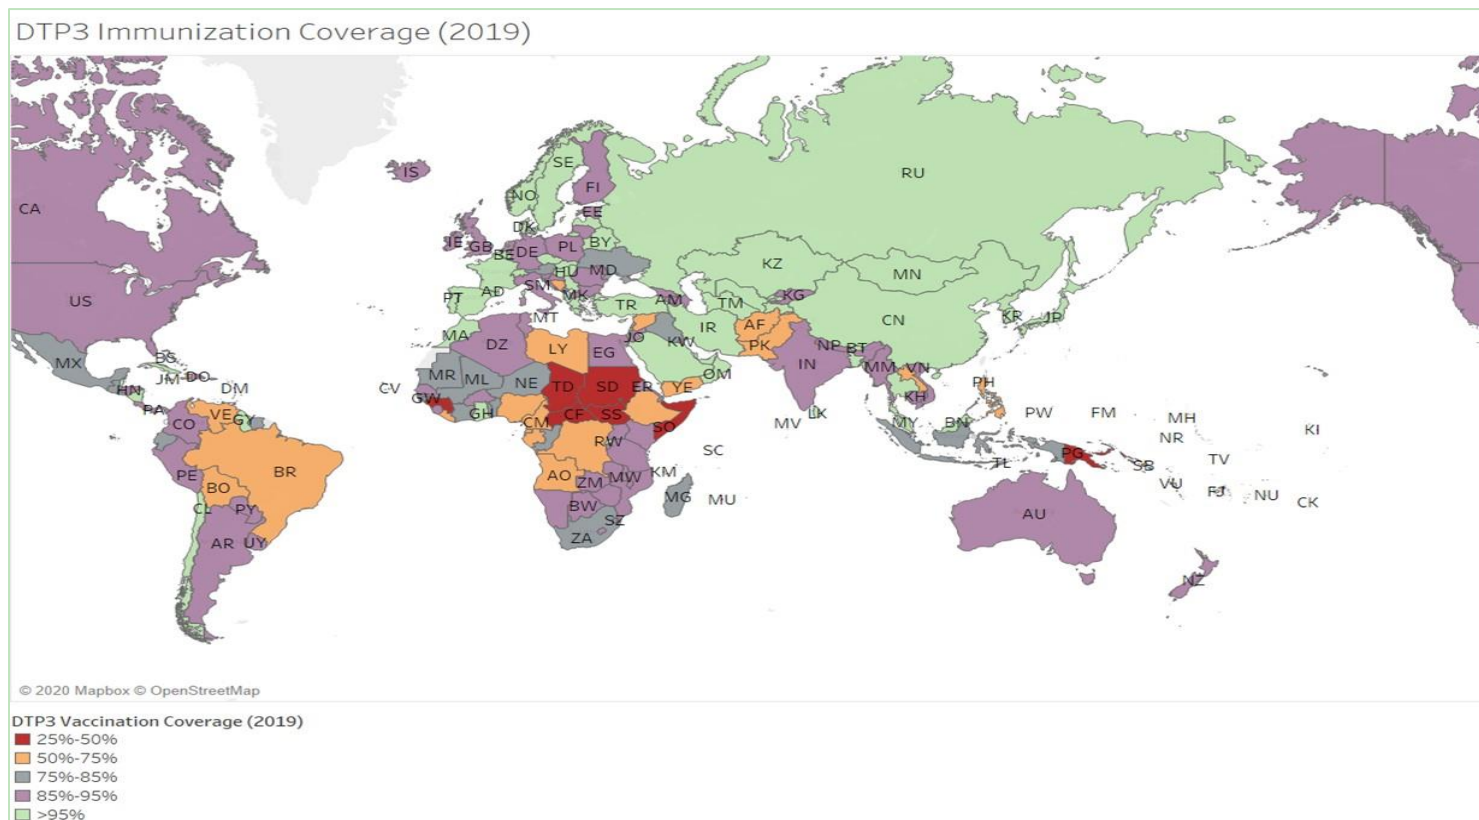 DTP3 Immunization Coverage (2019)
RU
SE
IS
FI
NO
CA
EE
DK
IE GB BE DE PL BY
KZ
HU MD
MN
US
PT AD SM MK AM KG
TR TM
CN
KR JP
MT
MA
IR AF
DZ LY EG JO KW PK
NP BT
BS
MX
IN MM VN
JM DO
OM
HN
DM
CV
MR ML NE TD SD ER YE
PH
KH
PA
GW
GH
VE GY
CM CF SS SO
LK
MV
MY BN
PW FM MH
CO
NR
KI
RW
SC
PG
TV
TL
SB
PE
BR
AO ZM MW KM
VU FJ NU CK
BO
MG MU
CL PY
BW
SZ
AU
ZA
AR UY
NZ
© 2020 Mapbox © OpenStreetMap
DTP3 Vaccination Coverage (2019)
25%-50%
50%-75%
75%-85%
85%-95%
>95%